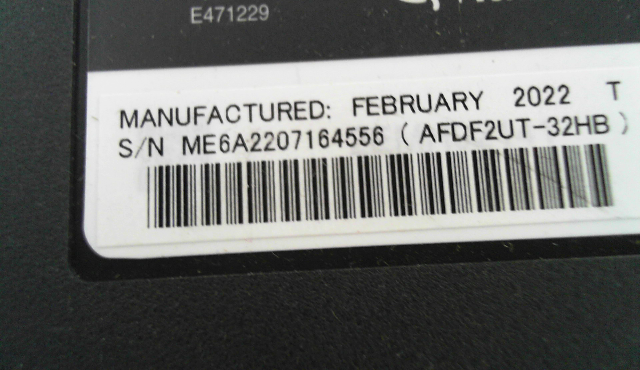 E471229
MANUFACTURED: FEBRUARY 2022 T
S/N ME6A2207164556 (AFDF2UT-32HB)